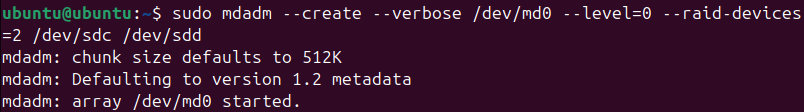 ubuntu@ubuntu:~$ sudo mdadm --create --verbose /dev/md0 --level=0 --raid-devices
=2 /dev/sdc /dev/sdd
mdadm: chunk size defaults to 512K
mdadm: Defaulting to version 1.2 metadata
mdadm: array /dev/md0 started.